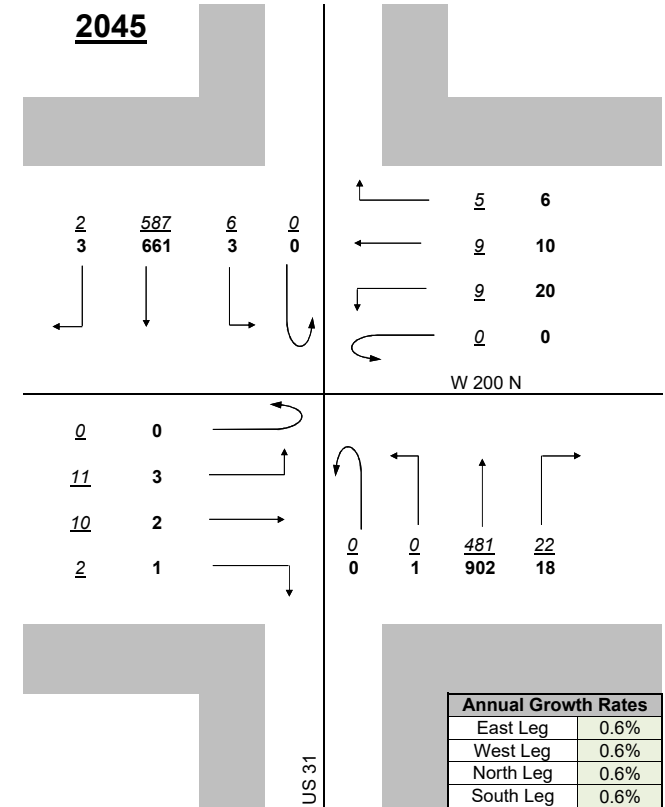 2045
2 587 6 0
3 661 3 0
5 6
9 10
9 20
0 0
W 200 N
0 0
11 3
10 2
2 1
0 0 481 22
0 1 902 18
US 31
Annual Growth Rates
East Leg 0.6%
West Leg 0.6%
North Leg 0.6%
South Leg 0.6%